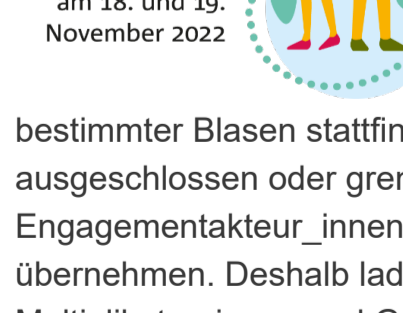 am 18. und 19.
November 2022
bestimmter Blasen stattfin
ausgeschlossen oder gren
Engagementakteur_innen
übernehmen. Deshalb lad